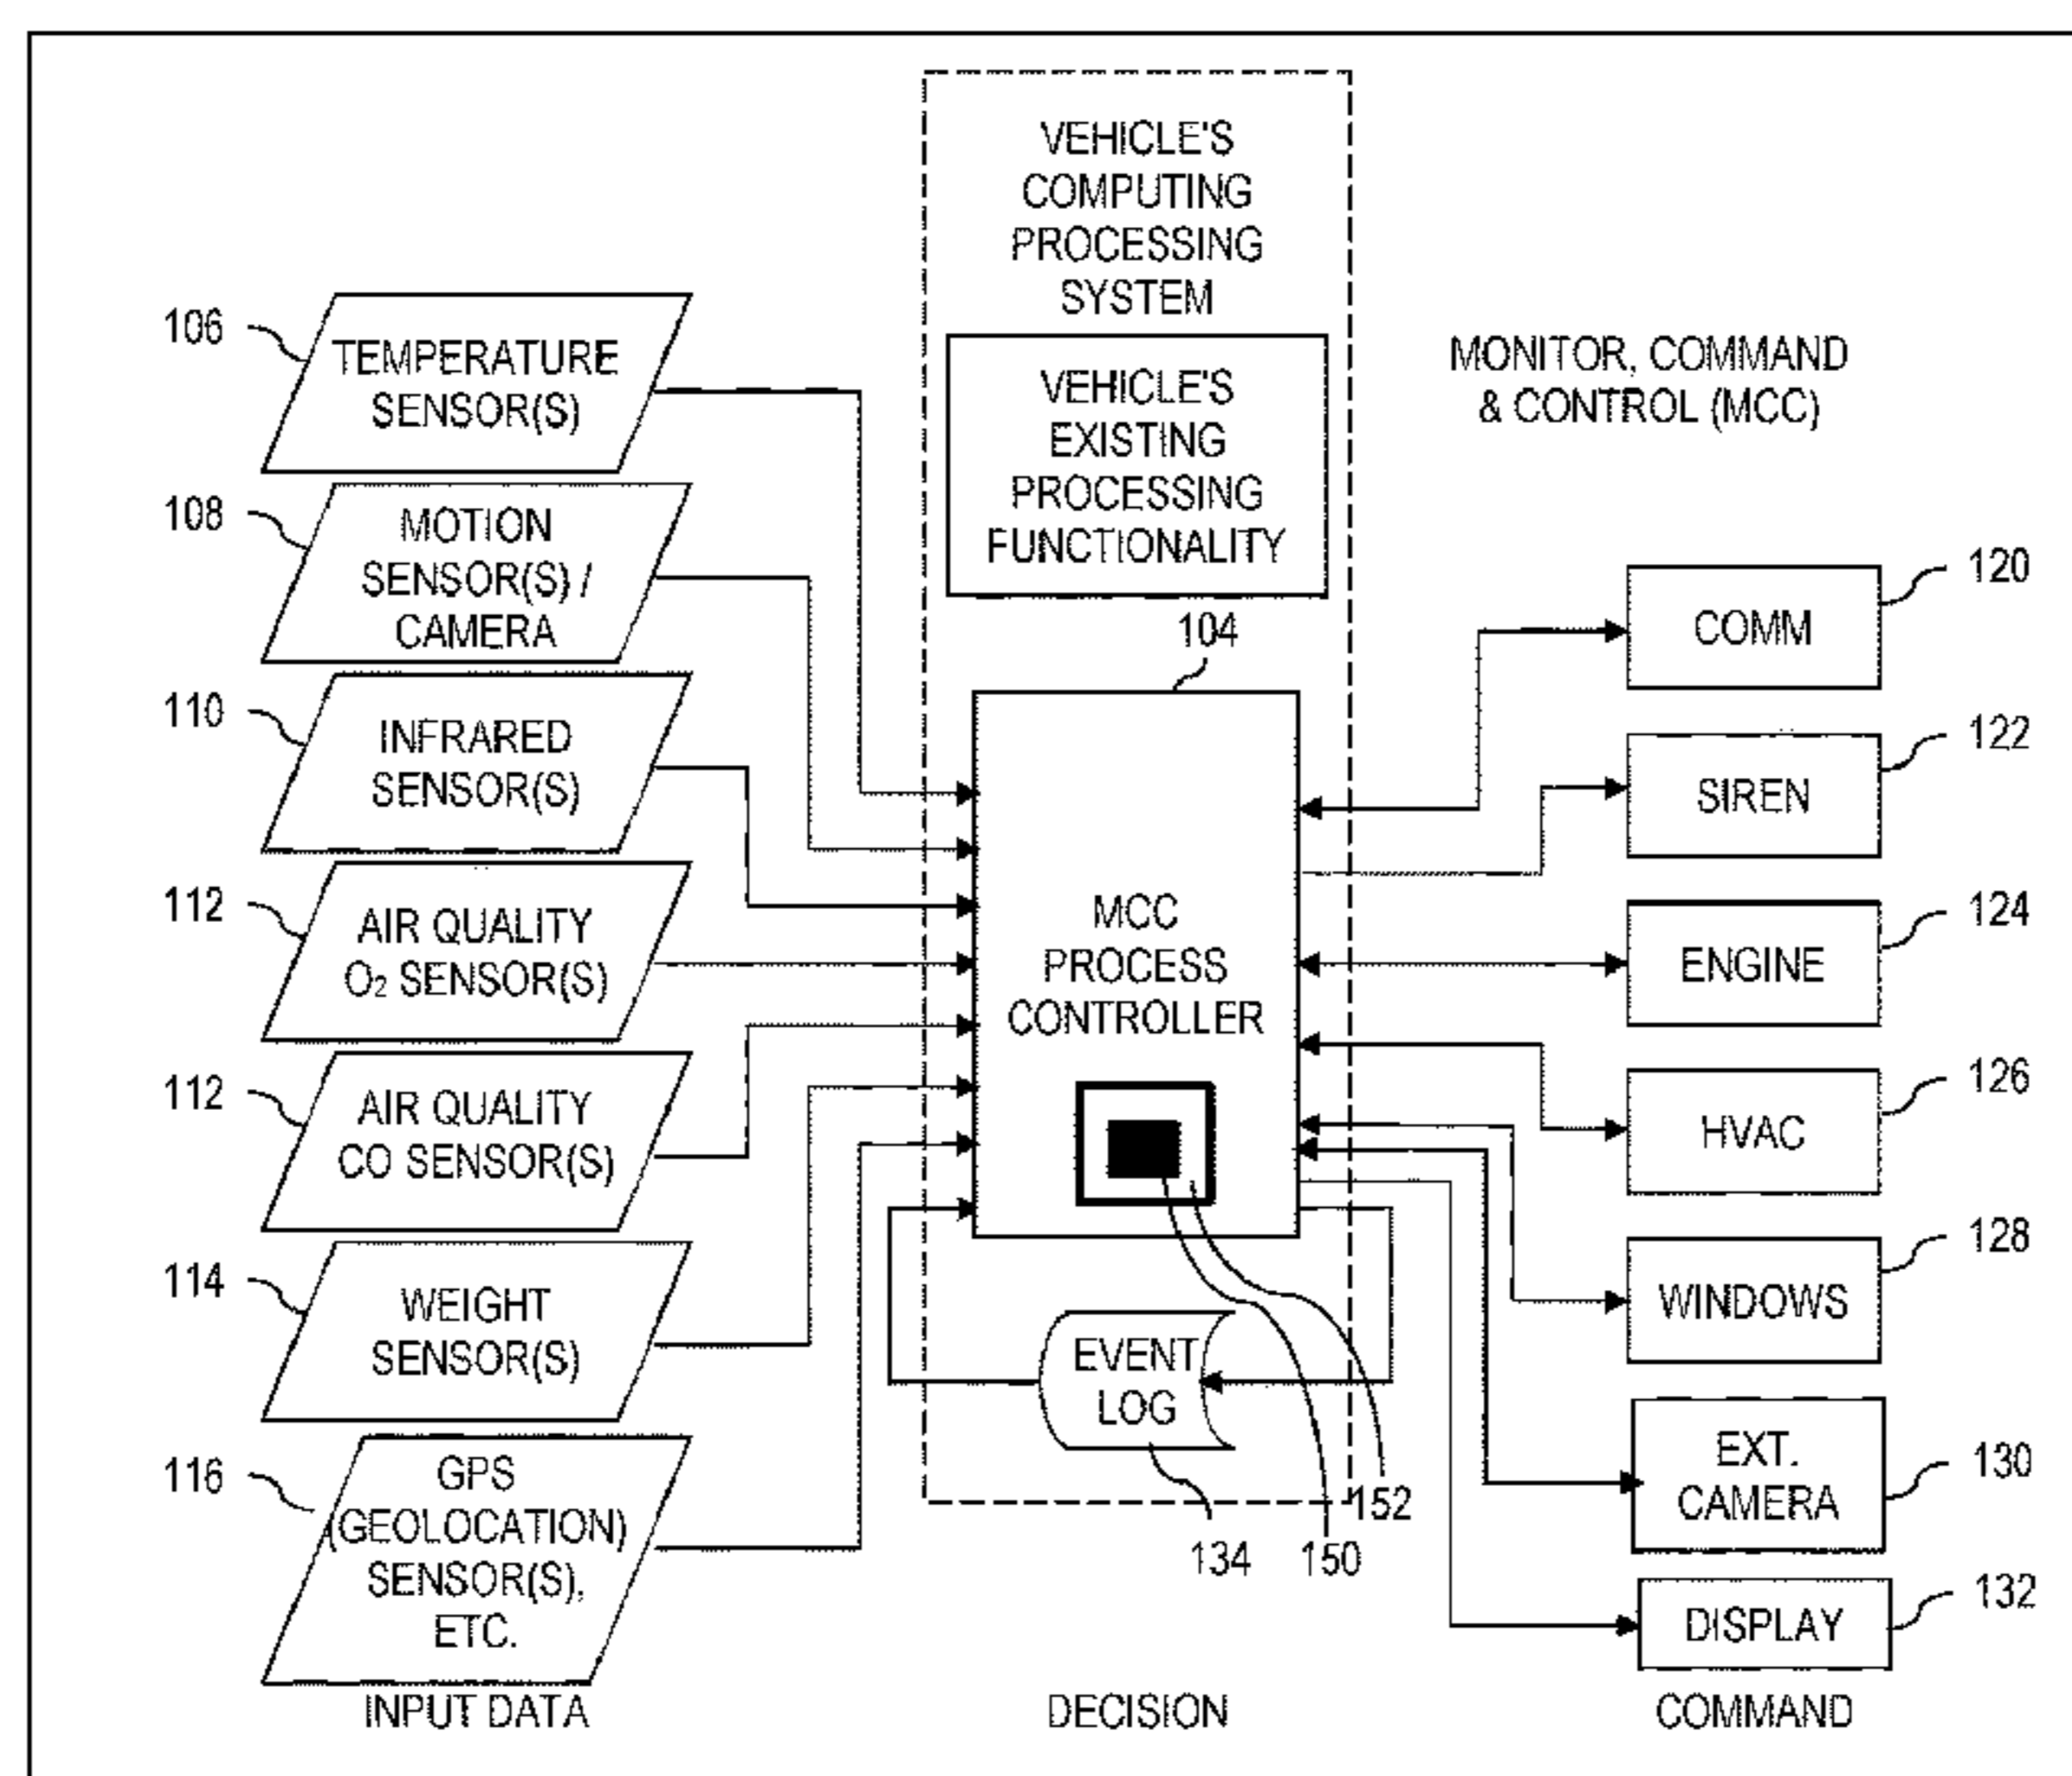 106
TEMPERATURE
SENSOR(S)
108
MOTION
SENSOR(S) /
CAMERA
110
INFRARED
SENSOR(S)
112
AIR QUALITY
O₂ SENSOR(S)
112
AIR QUALITY
CO SENSOR(S)
114
WEIGHT
SENSOR(S)
116
GPS
(GEOLOCATION)
SENSOR(S),
ETC.
INPUT DATA
VEHICLE'S
COMPUTING
PROCESSING
SYSTEM
VEHICLE'S
EXISTING
PROCESSING
FUNCTIONALITY
104
MCC
PROCESS
CONTROLLER
EVENT
LOG
152
134
150
DECISION
MONITOR, COMMAND
& CONTROL (MCC)
COMM
120
SIREN
122
ENGINE
124
HVAC
126
WINDOWS
128
EXT.
CAMERA
130
DISPLAY
132
COMMAND